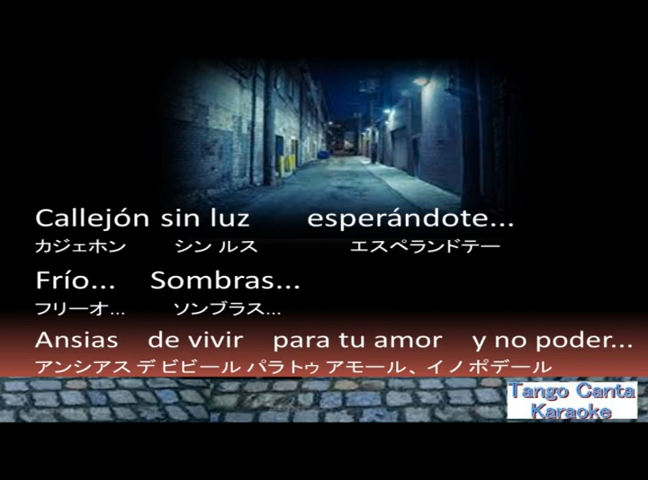 Callejón sin luz esperándote...
カジェホン シン ルス エスペランドテー
Frío... Sombras...
フリーオ... ソンブラス...
Ansias de vivir para tu amor y no poder...
アンシアス デ ビビール パラ トゥ アモール、イ ノ ポデール
Tango Canta
Karaoke